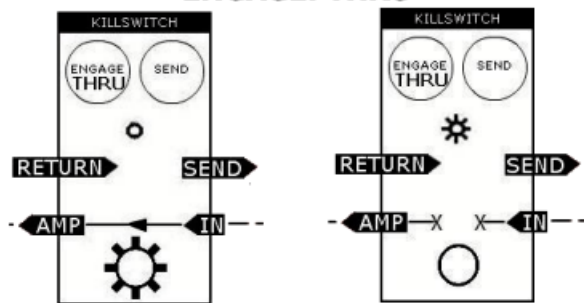 KILLSWITCH
ENGAGE
THRU
SEND
RETURN
SEND
AMP
IN
KILLSWITCH
ENGAGE
THRU
SEND
RETURN
SEND
AMP
X X
IN